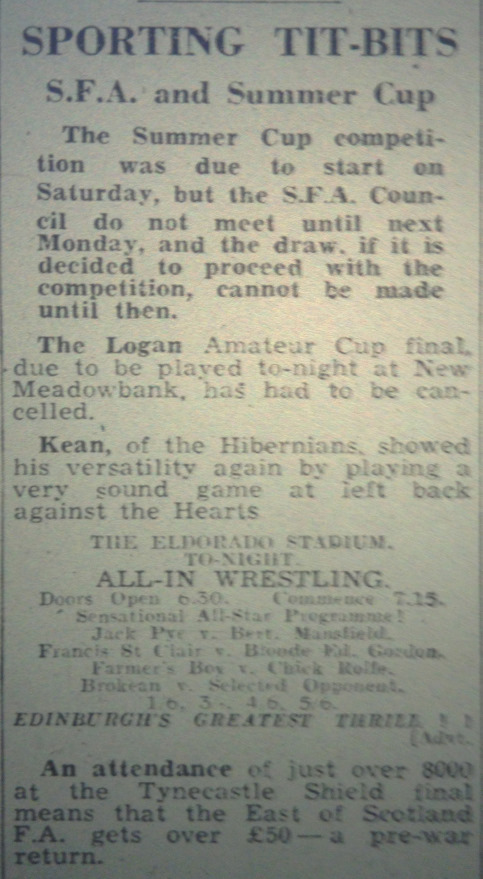 SPORTING TIT-BITS
S.F.A. and Summer Cup
The Summer Cup competi-
tion was due to start on
Saturday, but the S.F.A. Coun-
cil do not meet until next
Monday, and the draw, if it is
decided to proceed with the
competition, cannot be made
until then.
The Logan Amateur Cup final,
due to be played to-night at New
Meadowbank, has had to be can-
celled.
Kean, of the Hibernians, showed
his versatility again by playing a
very sound game at left back
against the Hearts
THE ELDORADO STADIUM.
TO-NIGHT.
ALL-IN WRESTLING.
Doors Open 6.30. Commence 7.15.
Sensational All-Star Programme!
Jack Pye v. Bert. Mansfield.
Francis St Clair v. Blonde Ed. Gordon.
Farmer's Boy v. Chick Rolfe.
Brokean v. Selected Opponent.
1/6, 3/-, 4/6, 5/6.
EDINBURGH'S GREATEST THRILL ! !
[Advt.
An attendance of just over 8000
at the Tynecastle Shield final
means that the East of Scotland
F.A. gets over £50—a pre-war
return.